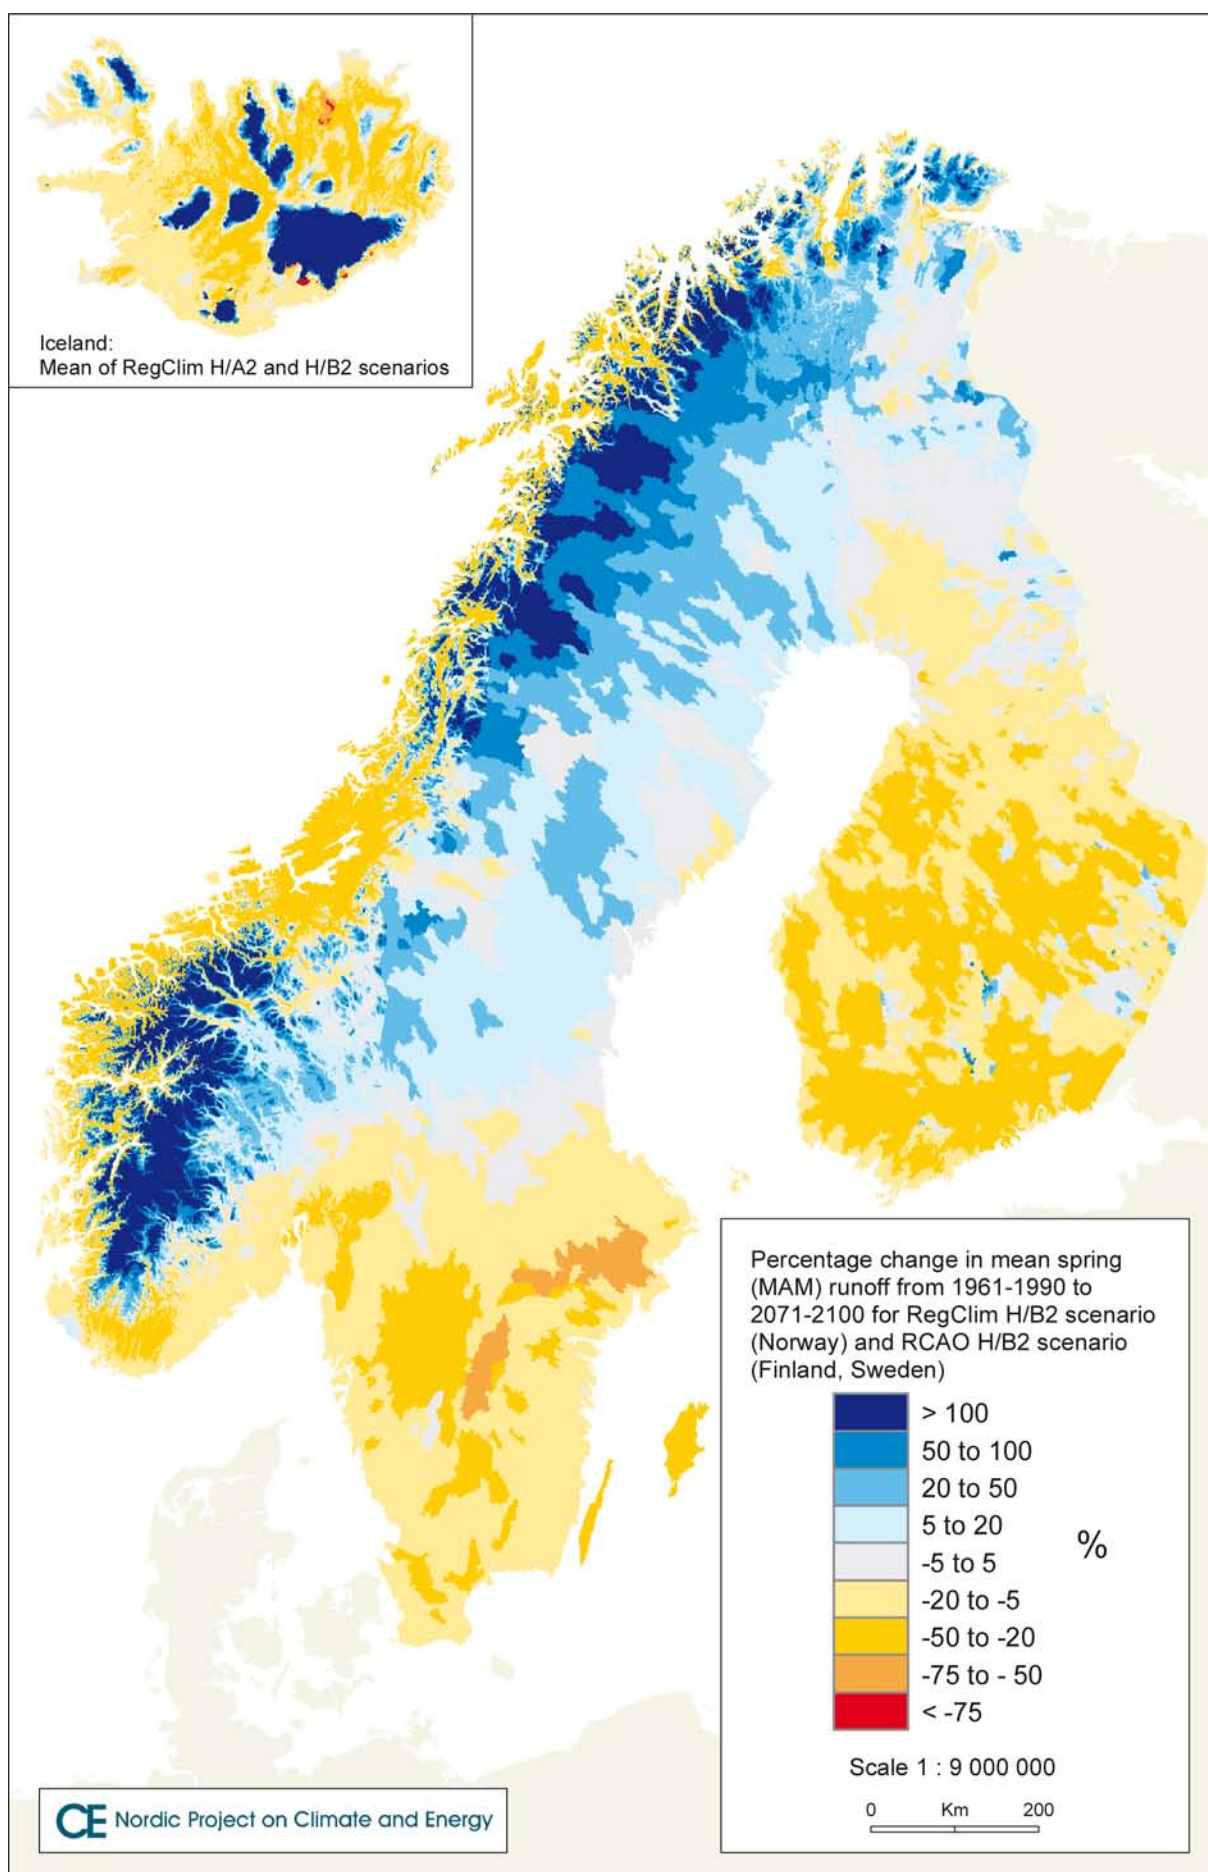 Iceland:
Mean of RegClim H/A2 and H/B2 scenarios
Percentage change in mean spring
(MAM) runoff from 1961-1990 to
2071-2100 for RegClim H/B2 scenario
(Norway) and RCAO H/B2 scenario
(Finland, Sweden)
> 100
50 to 100
20 to 50
5 to 20
-5 to 5
%
-20 to -5
-50 to -20
-75 to - 50
< -75
Scale 1 : 9 000 000
0 Km 200
CE Nordic Project on Climate and Energy